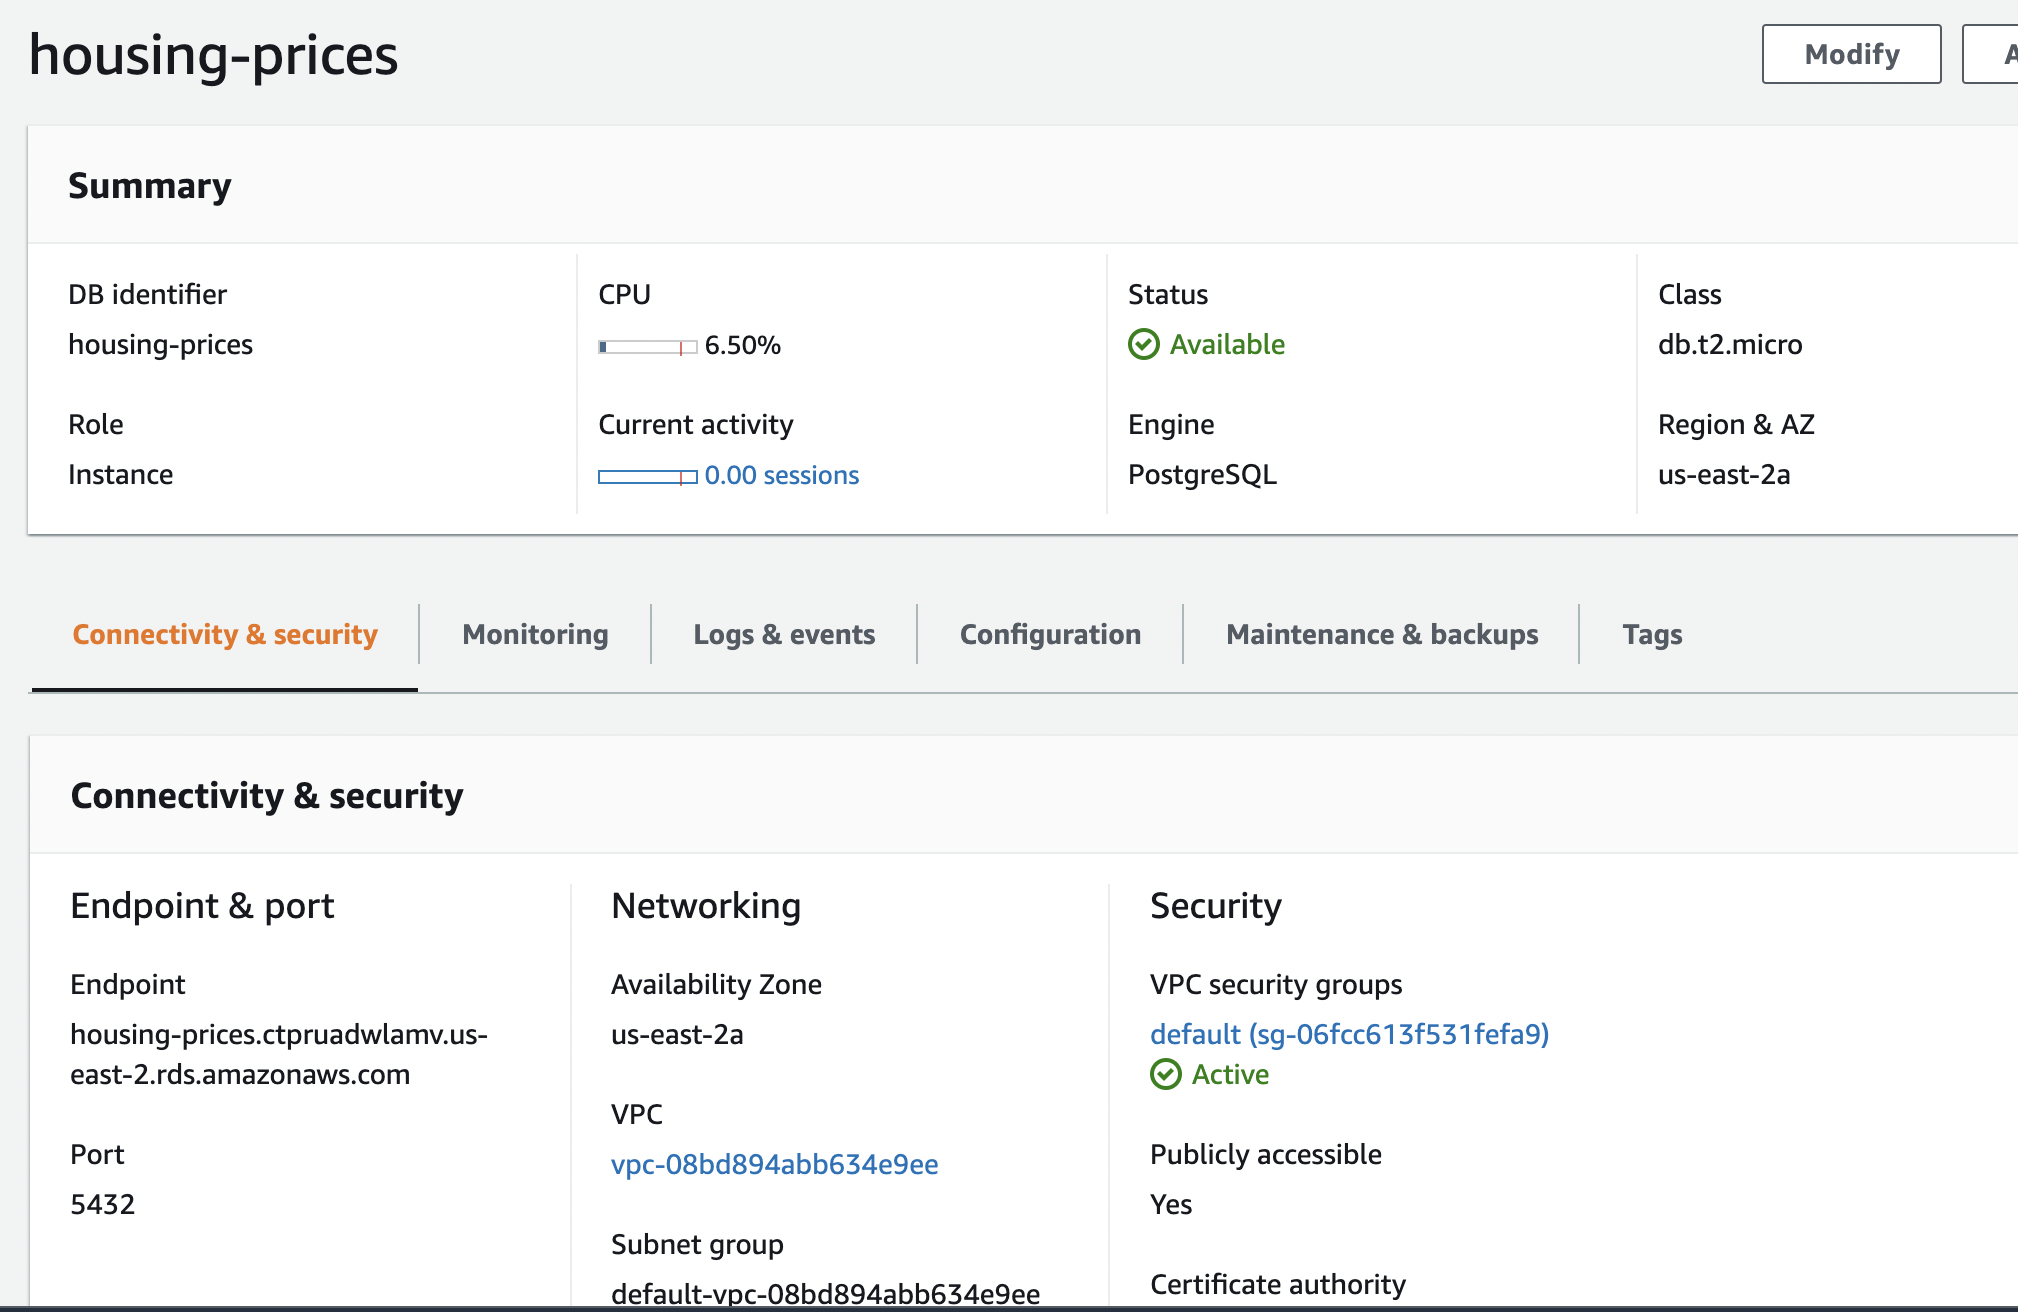 housing-prices
Modify
A
Summary
DB identifier
housing-prices
CPU
6.50%
Status
Available
Class
db.t2.micro
Role
Instance
Current activity
0.00 sessions
Engine
PostgreSQL
Region & AZ
us-east-2a
Connectivity & security
Monitoring
Logs & events
Configuration
Maintenance & backups
Tags
Connectivity & security
Endpoint & port
Endpoint
housing-prices.ctpruadwlamv.us-
east-2.rds.amazonaws.com
Port
5432
Networking
Availability Zone
us-east-2a
VPC
vpc-08bd894abb634e9ee
Subnet group
default-vpc-08bd894abb634e9ee
Security
VPC security groups
default (sg-06fcc613f531fefa9)
Active
Publicly accessible
Yes
Certificate authority